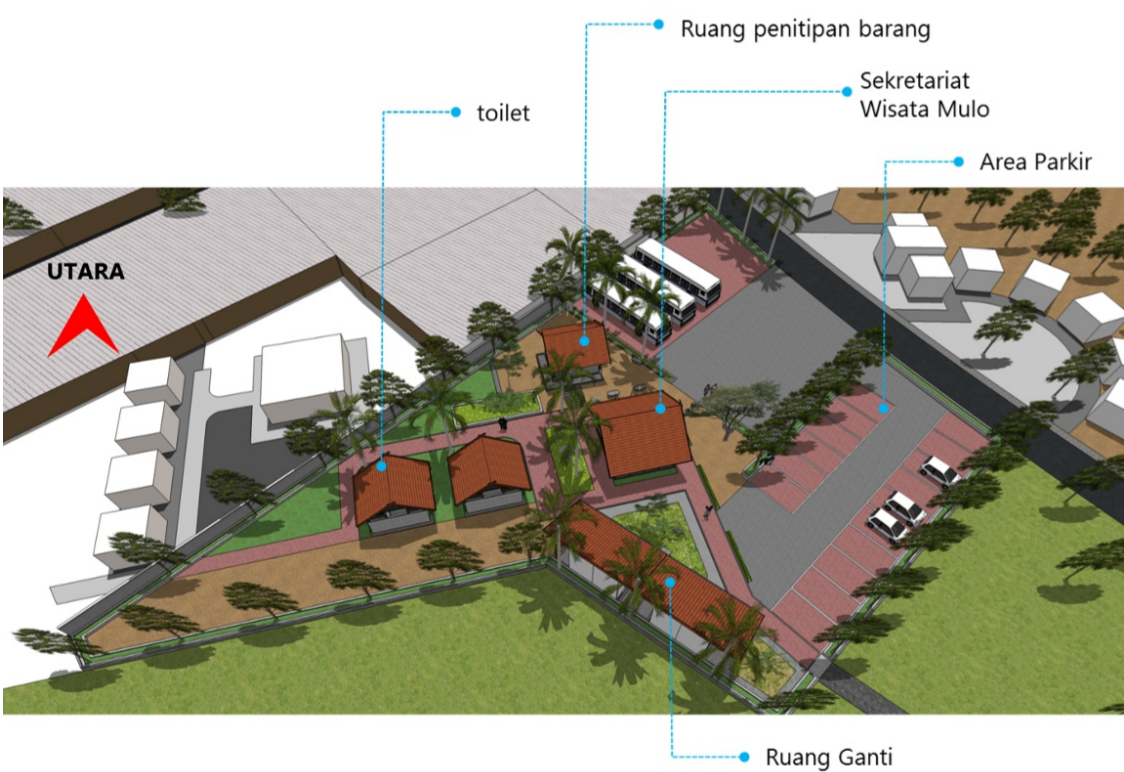 Ruang penitipan barang
Sekretariat
Wisata Mulo
toilet
Area Parkir
UTARA
Ruang Ganti